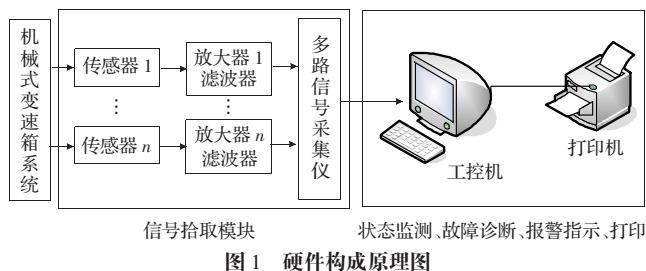 机械式变速箱系统
传感器 1
放大器 1
滤波器
⋮
⋮
传感器 n
放大器 n
滤波器
多路信号采集仪
工控机
打印机
信号拾取模块
状态监测、故障诊断、报警指示、打印
图 1 硬件构成原理图